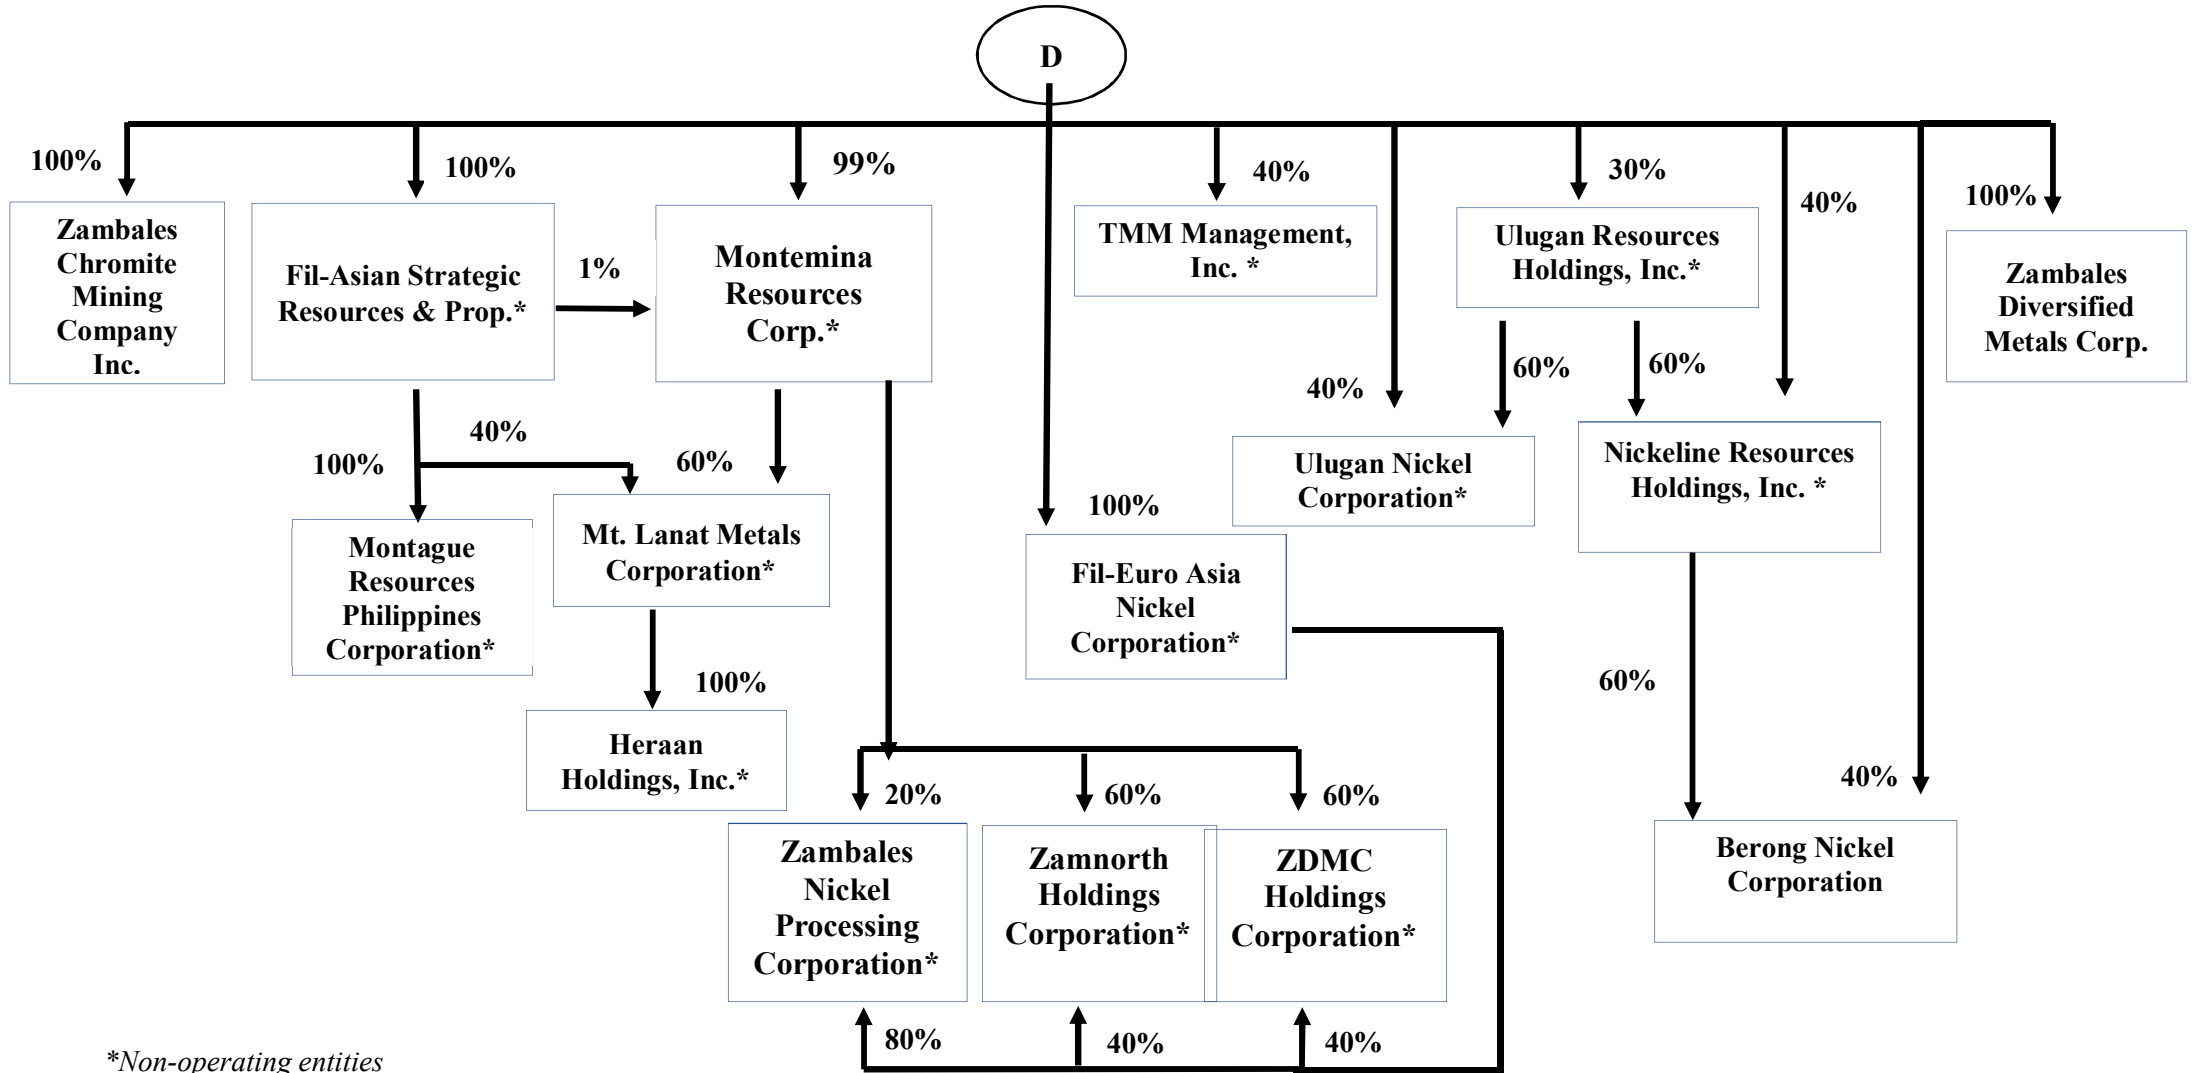 D
100%
100%
99%
40%
30%
40%
100%
Zambales
Chromite
Mining
Company
Inc.
Fil-Asian Strategic
Resources & Prop.*
1%
Montemina
Resources
Corp.*
TMM Management,
Inc. *
Ulugan Resources
Holdings, Inc.*
Zambales
Diversified
Metals Corp.
40%
60%
60%
100%
40%
60%
Ulugan Nickel
Corporation*
Nickeline Resources
Holdings, Inc. *
Montague
Resources
Philippines
Corporation*
Mt. Lanat Metals
Corporation*
100%
Fil-Euro Asia
Nickel
Corporation*
100%
60%
Heraan
Holdings, Inc.*
20%
60%
60%
40%
Zambales
Nickel
Processing
Corporation*
Zamnorth
Holdings
Corporation*
ZDMC
Holdings
Corporation*
Berong Nickel
Corporation
80%
40%
40%
*Non-operating entities